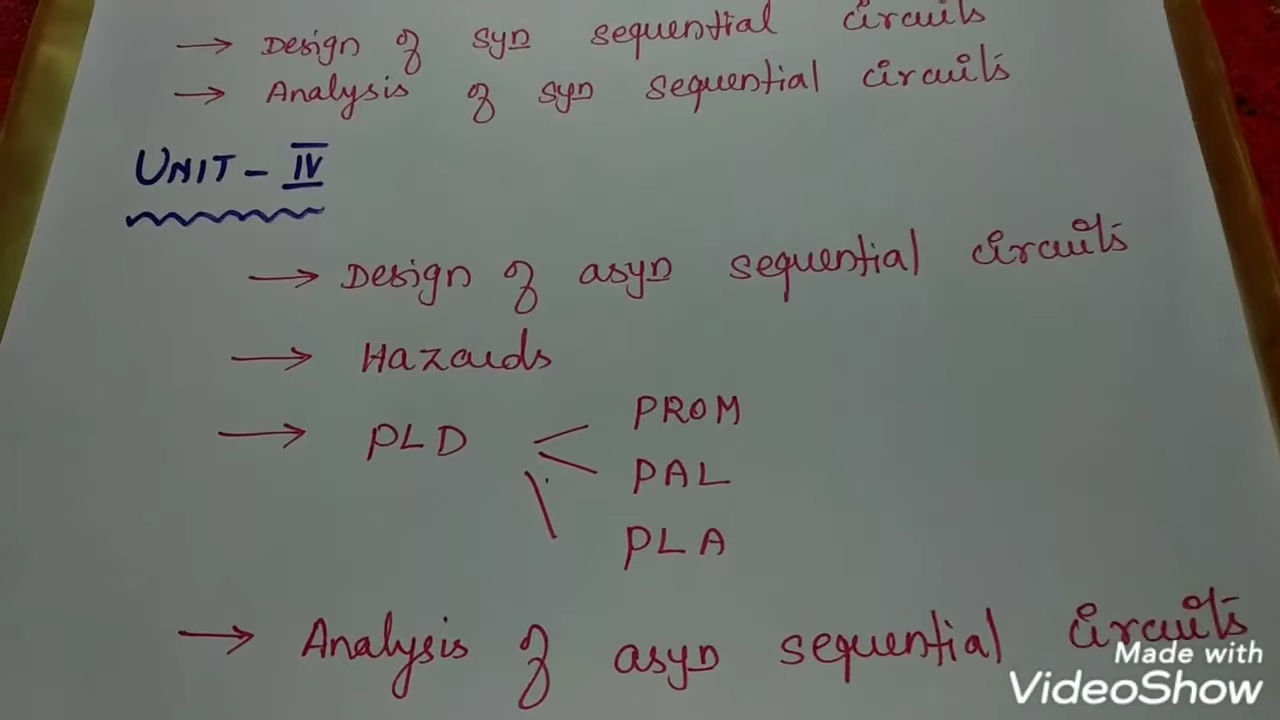 → Design of syn sequential circuits
→ Analysis of syn sequential circuits
UNIT - IV
→ Design of asyn sequential circuits
→ Hazards
→ PLD
PROM
PAL
PLA
→ Analysis of asyn sequential circuits
Made with
VideoShow